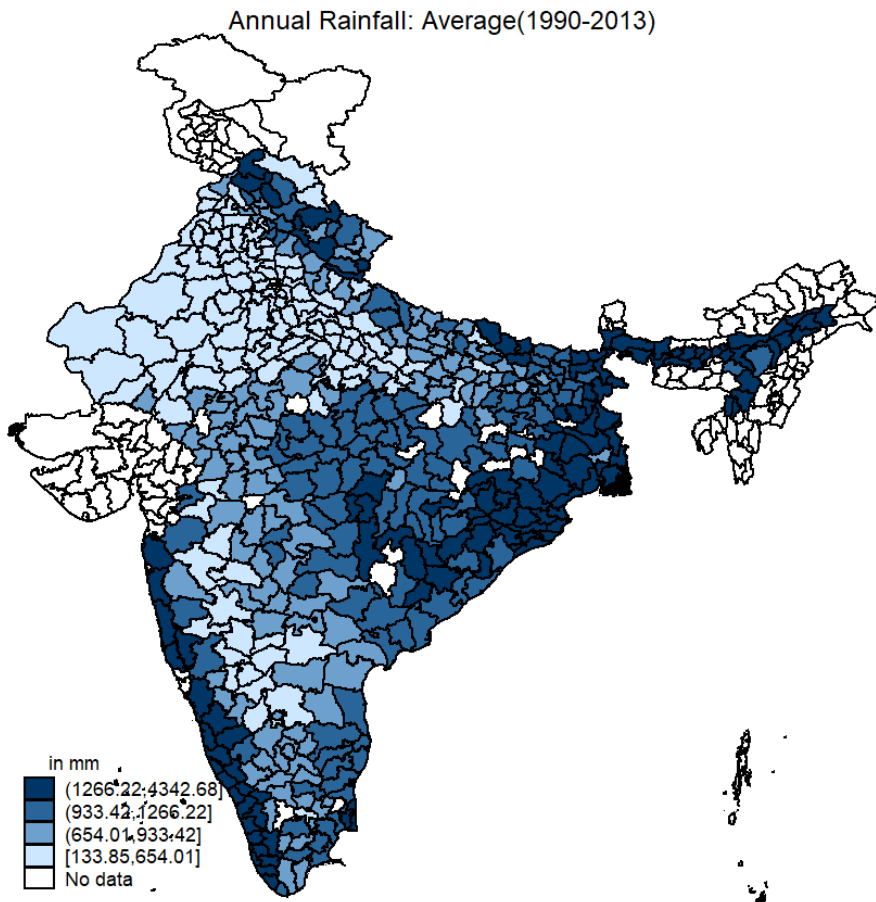 Annual Rainfall: Average(1990-2013)
in mm
(1266.22,4342.68]
(933.42,1266.22]
(654.01,933.42]
[133.85,654.01]
No data